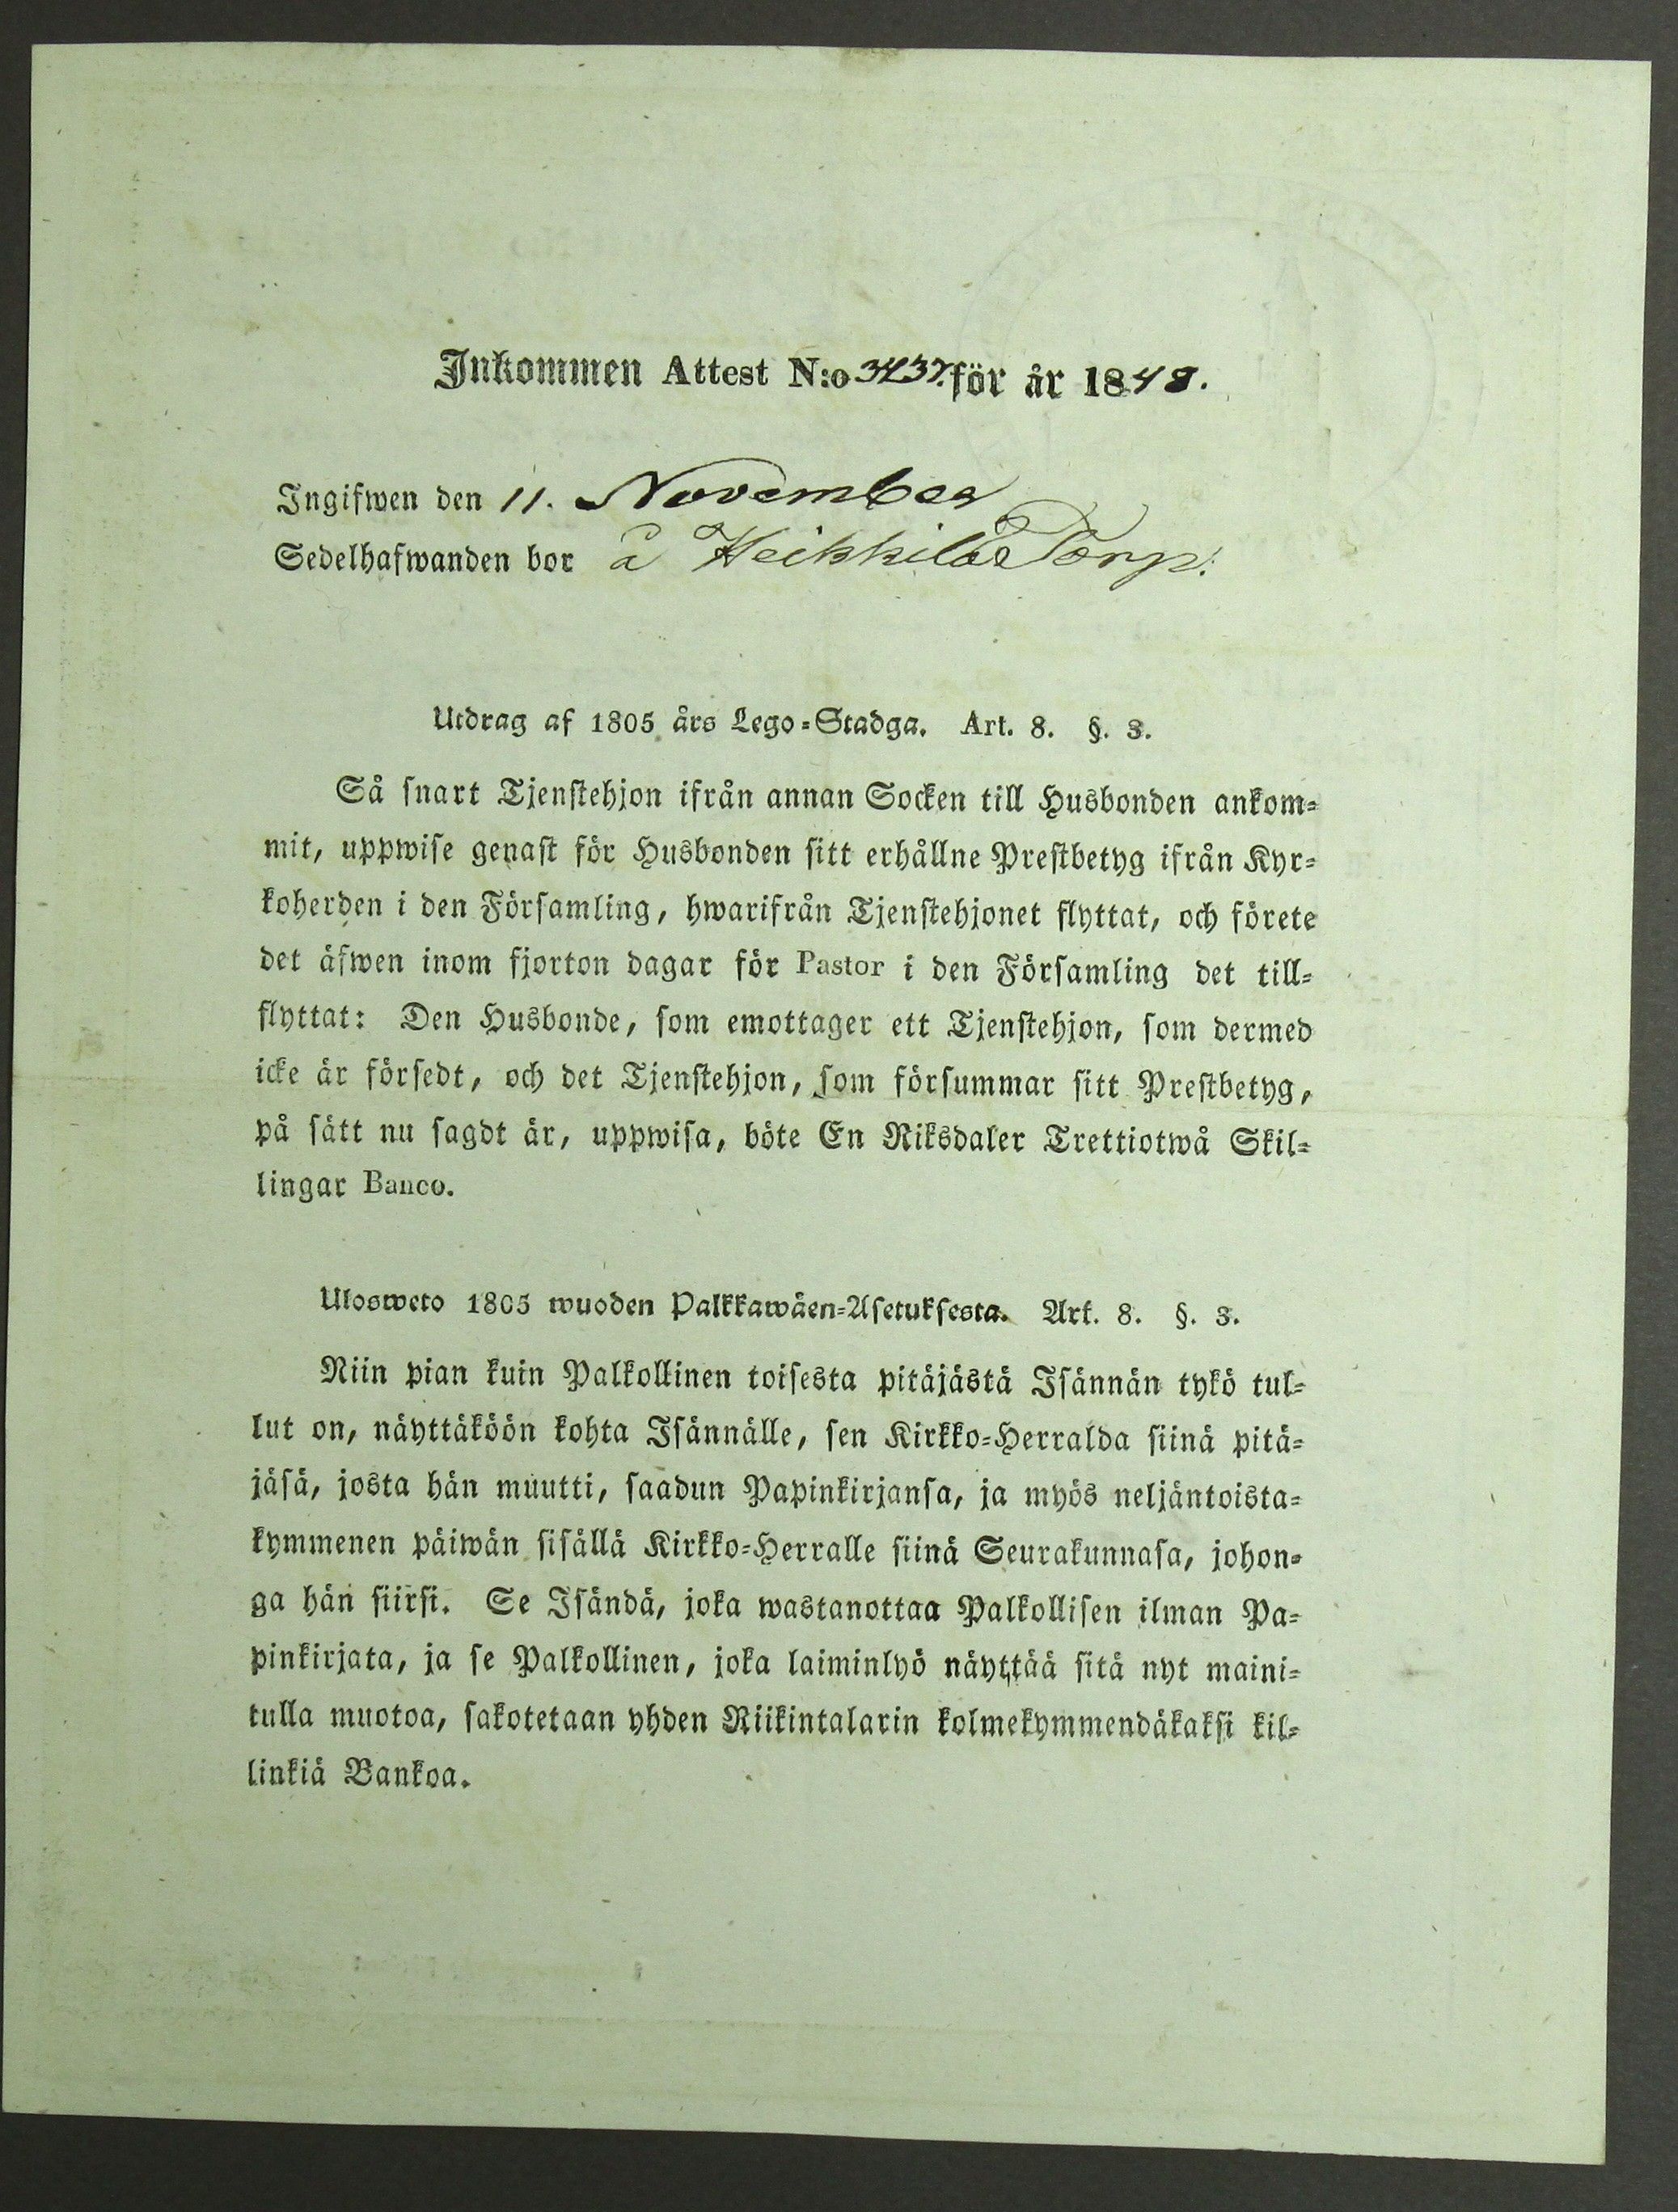 Inkommen Attest N:o 3437. för år 1848.
Ingifwen den 11. November
Sedelhafwanden bor å Heikkilä Torp.
Utdrag af 1805 års Lego=Stadga. Art. 8. §. 3.
Så snart Tjenstehjon ifrån annan Socken till Husbonden ankom=
mit, uppwise genast för Husbonden sitt erhållne Prestbetyg ifrån Kyr=
koherden i den Församling, hwarifrån Tjenstehjonet flyttat, och förete
det äfwen inom fjorton dagar för Pastor i den Församling det till=
flyttat: Den Husbonde, som emottager ett Tjenstehjon, som dermed
icke är försedt, och det Tjenstehjon, som försummar sitt Prestbetyg,
på sätt nu sagdt är, uppwisa, böte En Riksdaler Trettiotwå Skil=
lingar Banco.
Uloswеto 1805 wuoden Palkkawäen=Asetuksesta. Art. 8. §. 3.
Niin pian kuin Palkollinen toisesta pitäjästä Isännän tykö tul=
lut on, näyttäköön kohta Isännälle, sen Kirkko=Herralda siinä pitä=
jäsä, josta hän muutti, saadun Papinkirjansa, ja myös neljäntoista=
kymmenen päiwän sisällä Kirkko=Herralle siinä Seurakunnasa, johon=
ga hän siirsi. Se Isändä, joka wastanottaa Palkollisen ilman Pa=
pinkirjata, ja se Palkollinen, joka laiminlyö näyttää sitä nyt maini=
tulla muotoa, sakotetaan yhden Riikintalarin kolmekymmendäkaksi kil=
linkiä Bankoa.